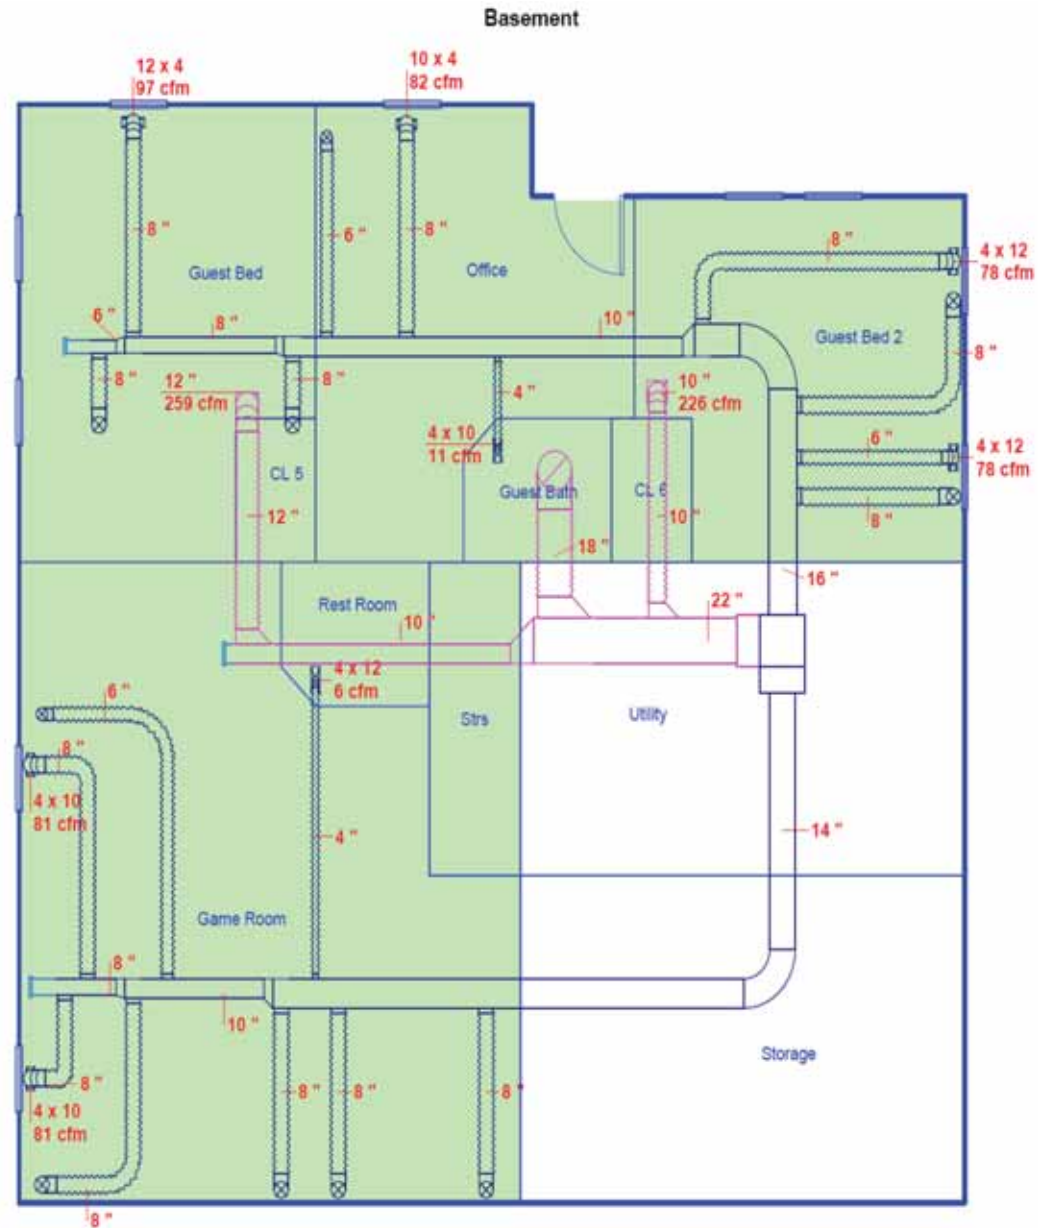 Basement
12 x 4
97 cfm
10 x 4
82 cfm
8 "
6 "
8 "
8 "
4 x 12
78 cfm
Guest Bed
Office
6 "
8 "
10 "
Guest Bed 2
8 "
8 "
8 "
12 "
259 cfm
4 "
10 "
226 cfm
4 x 10
11 cfm
6 "
4 x 12
78 cfm
CL 5
Guest Bath
CL 6
12 "
10 "
8 "
18 "
16 "
Rest Room
10 "
22 "
4 x 12
6 cfm
6 "
Strs
Utility
8 "
4 x 10
81 cfm
4 "
14 "
Game Room
8 "
10 "
Storage
8 "
8 "
8 "
8 "
4 x 10
81 cfm
8 "